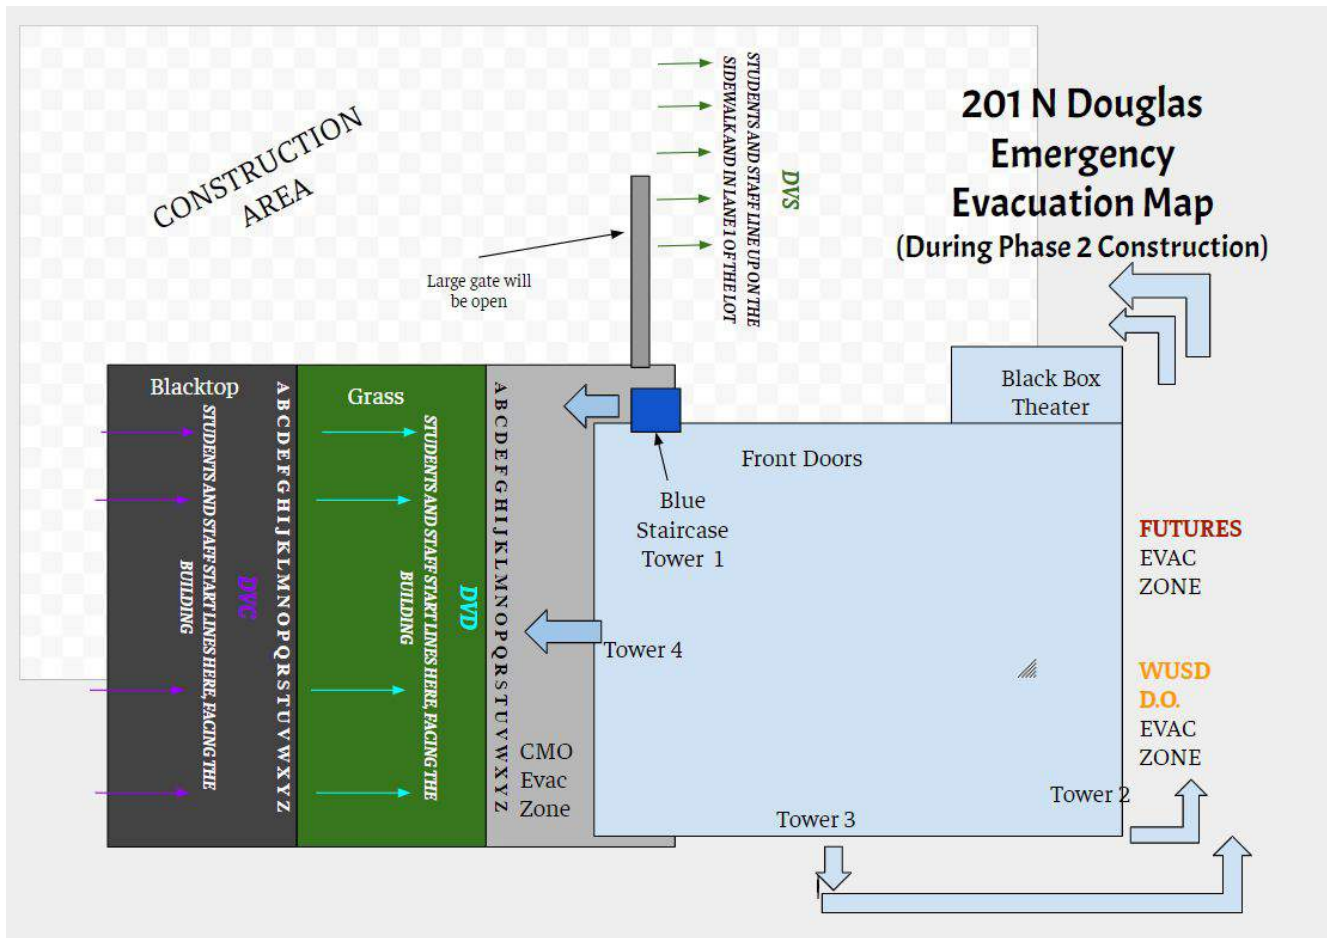 201 N Douglas
Emergency
Evacuation Map
(During Phase 2 Construction)
CONSTRUCTION
AREA
Large gate will
be open
STUDENTS AND STAFF LINE UP ON THE
SIDEWALK AND IN LANE 1 OF THE LOT
DVS
Blacktop
STUDENTS AND STAFF START LINES HERE, FACING THE
BUILDING
DVC
A B C D E F G H I J K L M N O P Q R S T U V W X Y Z
Grass
STUDENTS AND STAFF START LINES HERE, FACING THE
BUILDING
DVD
A B C D E F G H I J K L M N O P Q R S T U V W X Y Z
CMO
Evac
Zone
Black Box
Theater
Front Doors
Blue
Staircase
Tower 1
Tower 4
Tower 3
Tower 2
FUTURES
EVAC
ZONE
WUSD
D.O.
EVAC
ZONE